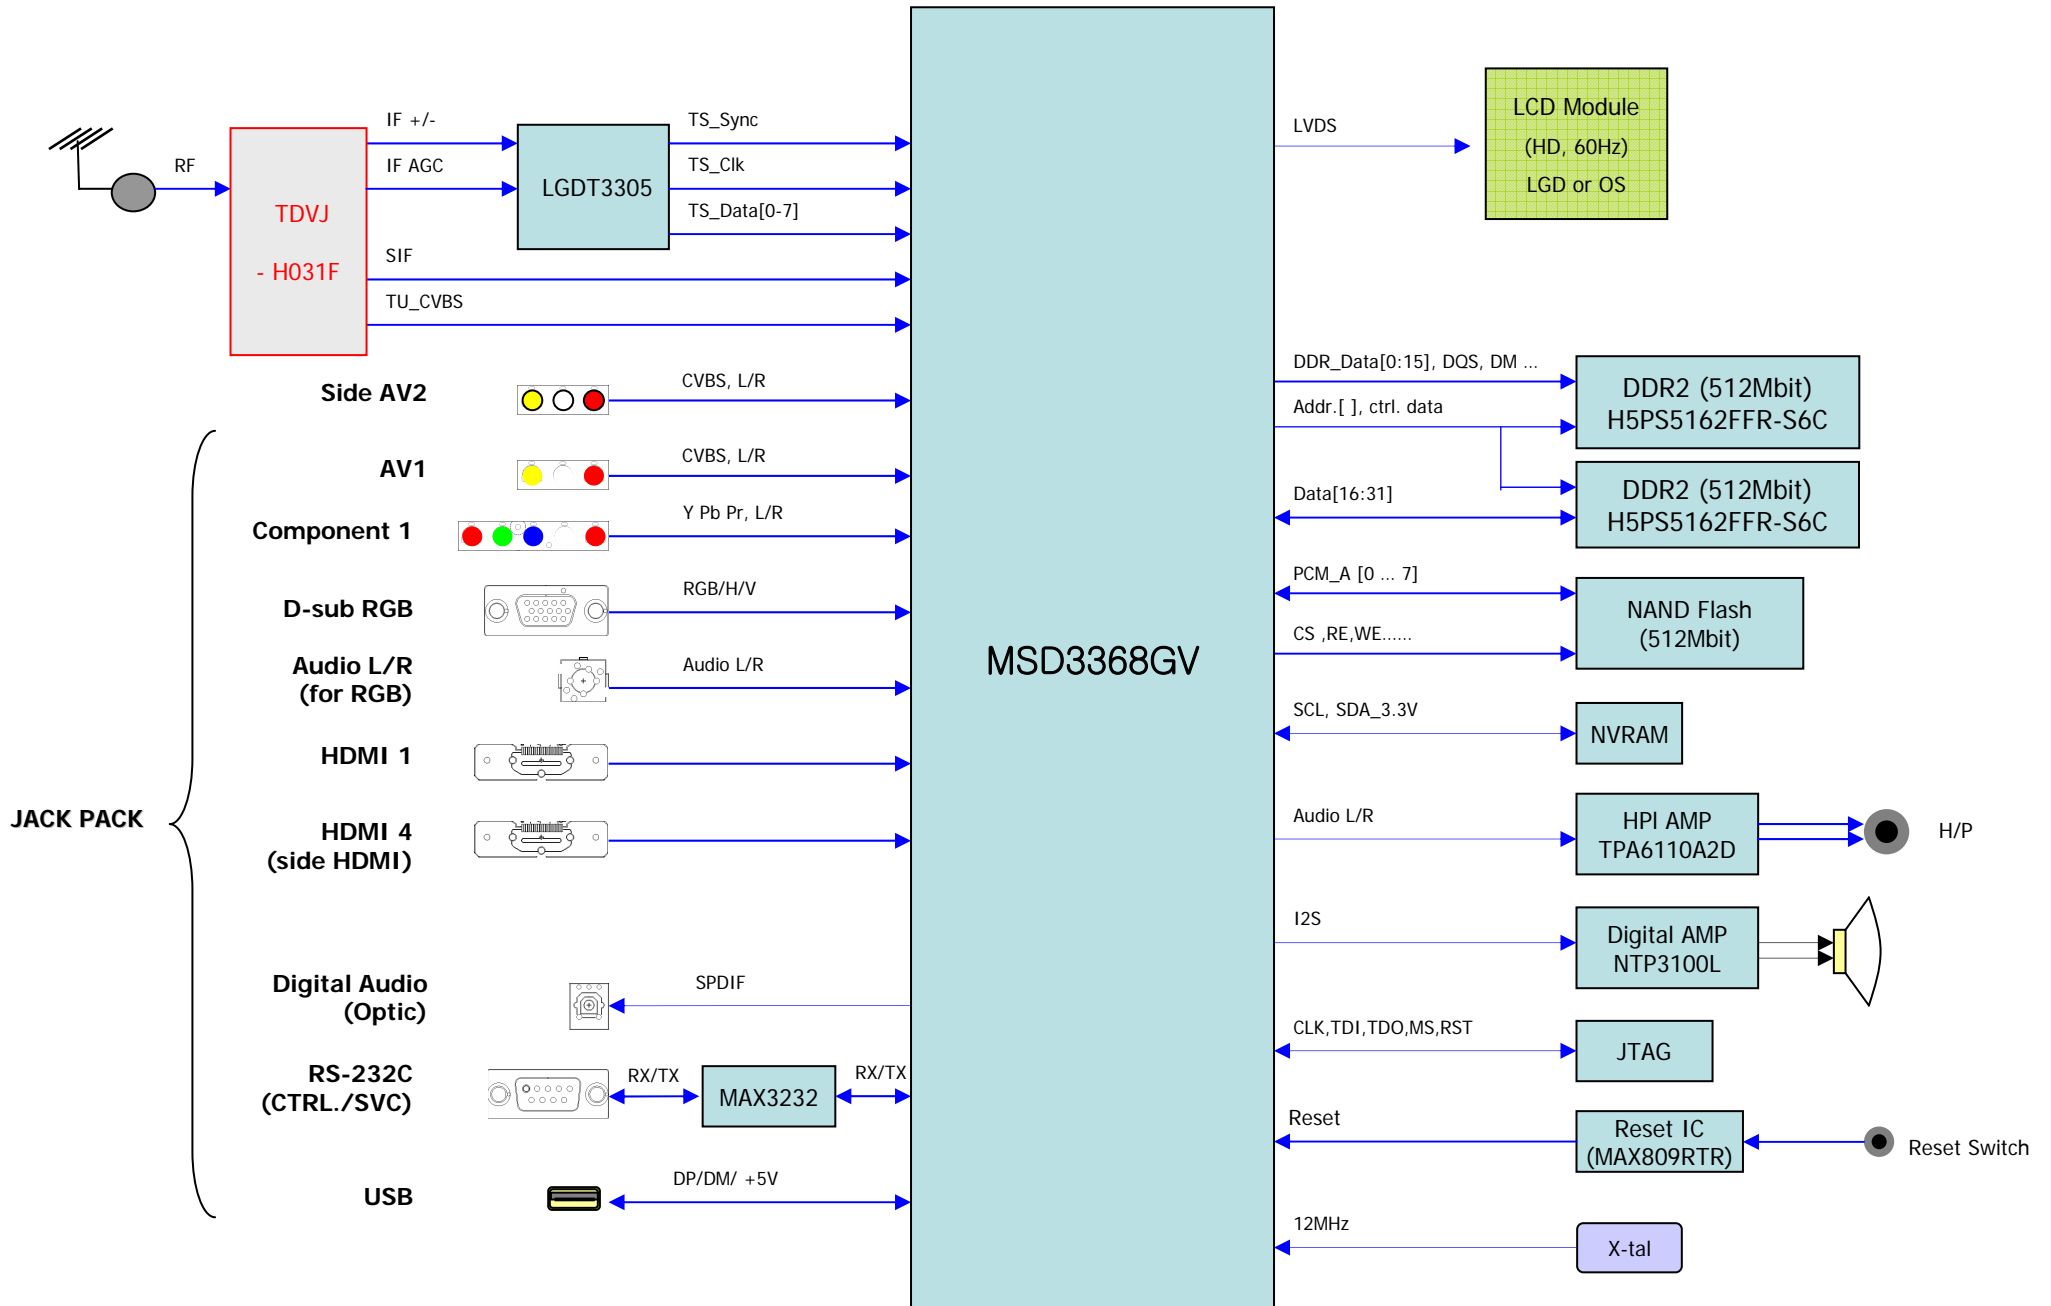 RF
TDVJ
- H031F
IF +/-
IF AGC
LGDT3305
TS_Sync
TS_Clk
TS_Data[0-7]
SIF
TU_CVBS
Side AV2
CVBS, L/R
AV1
CVBS, L/R
Component 1
Y Pb Pr, L/R
D-sub RGB
RGB/H/V
Audio L/R
(for RGB)
Audio L/R
HDMI 1
JACK PACK
HDMI 4
(side HDMI)
Digital Audio
(Optic)
SPDIF
RS-232C
(CTRL./SVC)
RX/TX
MAX3232
RX/TX
USB
DP/DM/ +5V
MSD3368GV
LVDS
LCD Module
(HD, 60Hz)
LGD or OS
DDR_Data[0:15], DQS, DM ...
Addr.[ ], ctrl. data
DDR2 (512Mbit)
H5PS5162FFR-S6C
Data[16:31]
DDR2 (512Mbit)
H5PS5162FFR-S6C
PCM_A [0 ... 7]
CS ,RE,WE......
NAND Flash
(512Mbit)
SCL, SDA_3.3V
NVRAM
Audio L/R
HPI AMP
TPA6110A2D
H/P
I2S
Digital AMP
NTP3100L
CLK,TDI,TDO,MS,RST
JTAG
Reset
Reset IC
(MAX809RTR)
Reset Switch
12MHz
X-tal